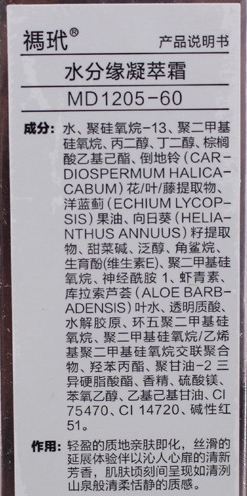 禡玳®
产品说明书
水分缘凝萃霜
MD1205-60
成分：水、聚硅氧烷-13、聚二甲基
硅氧烷、丙二醇、丁二醇、棕榈
酸乙基己酯、倒地铃（CAR-
DIOSPERMUM HALICA-
CABUM）花/叶/藤提取物、
洋蓝蓟（ECHIUM LYCOP-
SIS）果油、向日葵（HELIA-
NTHUS ANNUUS）籽提取
物、甜菜碱、泛醇、角鲨烷、
生育酚(维生素E)、聚二甲基硅
氧烷、神经酰胺 1、虾青素、
库拉索芦荟（ALOE BARB-
ADENSIS）叶水、透明质酸、
水解胶原、环五聚二甲基硅
氧烷、聚二甲基硅氧烷/乙烯
基聚二甲基硅氧烷交联聚合
物、羟苯丙酯、聚甘油-2 三
异硬脂酸酯、香精、硫酸镁、
苯氧乙醇、乙基己基甘油、CI
75470、CI 14720、碱性红
51。
作用：轻盈的质地亲肤即化，丝滑的
延展体验伴以沁人心扉的清新
芳香，肌肤顷刻间呈现如清冽
山泉般清柔恬静的质感。